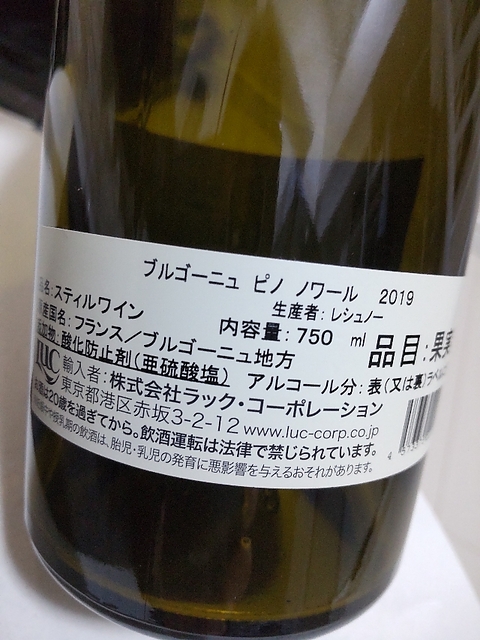 ブルゴーニュ ピノ ノワール 2019
生産者:レシュノー
名:スティルワイン
内容量:750 ml
産国名:フランス/ブルゴーニュ地方
品目:果実
添加物:酸化防止剤(亜硫酸塩)
アルコール分:表(又は裏)ラベル
LUC
輸入者:株式会社ラック・コーポレーション
東京都港区赤坂3-2-12 www.luc-corp.co.jp
酒は20歳を過ぎてから。飲酒運転は法律で禁じられています。
や授乳期の飲酒は、胎児・乳児の発育に悪影響を与えるおそれがあります。